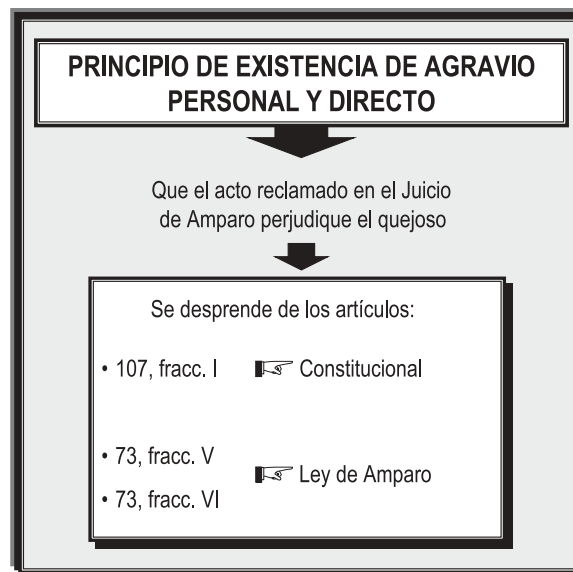 PRINCIPIO DE EXISTENCIA DE AGRAVIO
PERSONAL Y DIRECTO
Que el acto reclamado en el Juicio
de Amparo perjudique el quejoso
Se desprende de los artículos:
• 107, fracc. I ☞ Constitucional
• 73, fracc. V
☞ Ley de Amparo
• 73, fracc. VI